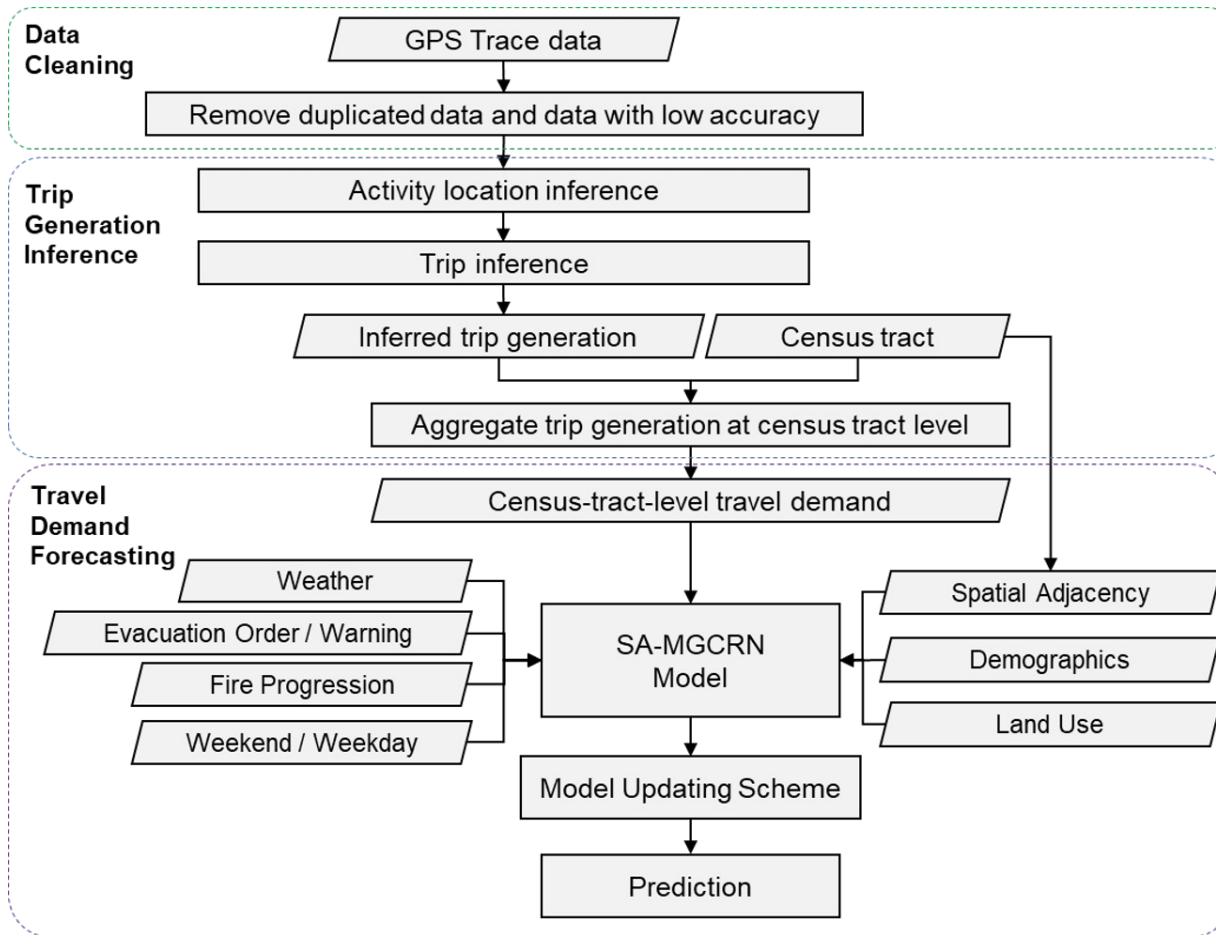 Data
Cleaning
GPS Trace data
Remove duplicated data and data with low accuracy
Trip
Generation
Inference
Activity location inference
Trip inference
Inferred trip generation
Census tract
Aggregate trip generation at census tract level
Travel
Demand
Forecasting
Census-tract-level travel demand
Weather
Evacuation Order / Warning
Fire Progression
Weekend / Weekday
SA-MGCRN
Model
Spatial Adjacency
Demographics
Land Use
Model Updating Scheme
Prediction